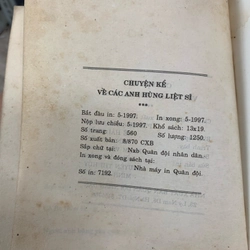 CHUYỆN KỂ
VỀ CÁC ANH HÙNG LIỆT SĨ
***
Bắt đầu in: 5-1997. In xong: 5-1997.
Nộp lưu chiểu: 5-1997. Khổ sách: 13x19.
Số trang: 560 Số lượng: 1250.
Số xuất bản: 8/870 CXB
Sắp chữ tại: Nxb Quân đội nhân dân.
In xong và đóng sách tại:
Nhà máy in Quân đội.
Số in: 7192.